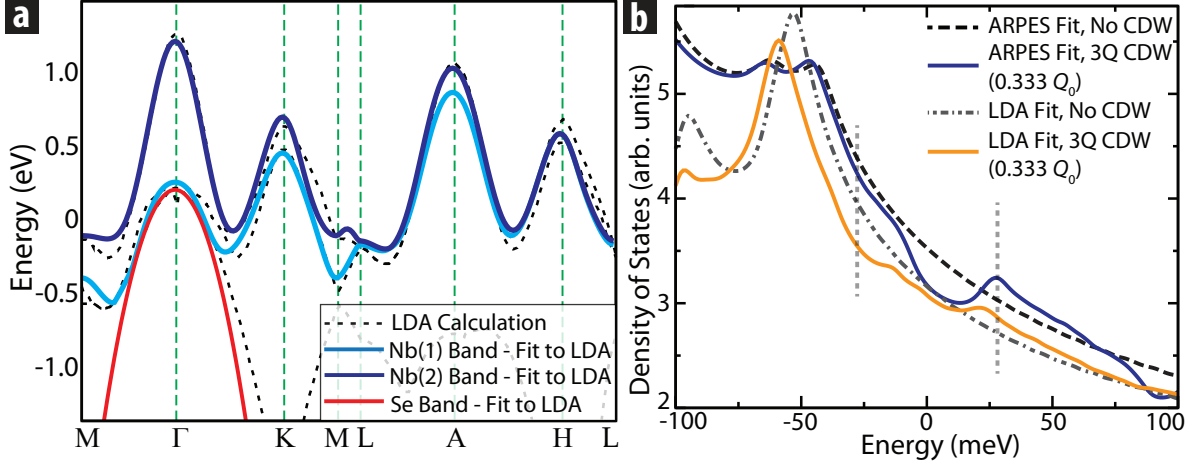 a
Energy (eV)
1.0
0.5
0
-0.5
-1.0
LDA Calculation
Nb(1) Band - Fit to LDA
Nb(2) Band - Fit to LDA
Se Band - Fit to LDA
M Γ K M L A H L
b
Density of States (arb. units)
5
4
3
2
ARPES Fit, No CDW
ARPES Fit, 3Q CDW
(0.333 Q₀)
LDA Fit, No CDW
LDA Fit, 3Q CDW
(0.333 Q₀)
-100 -50 0 50 100
Energy (meV)